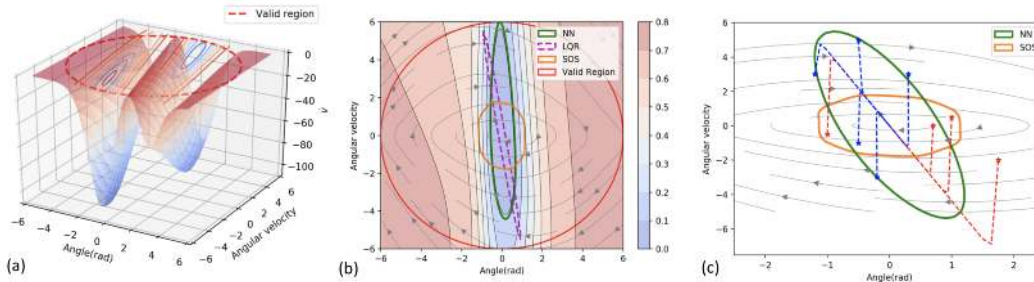 Valid region
0
−20
−40
−60
−80
−100
v̇
−6 −4 −2 0 2 4 6
Angle(rad)
−4 −2 0 2 4 6
Angular velocity
(a)
6
4
2
0
−2
−4
−6
Angular velocity
−6 −4 −2 0 2 4 6
Angle(rad)
NN
LQR
SOS
Valid Region
0.8
0.7
0.6
0.5
0.4
0.3
0.2
0.1
0.0
(b)
6
4
2
0
−2
−4
−6
Angular velocity
−2 −1 0 1 2
Angle(rad)
NN
SOS
(c)